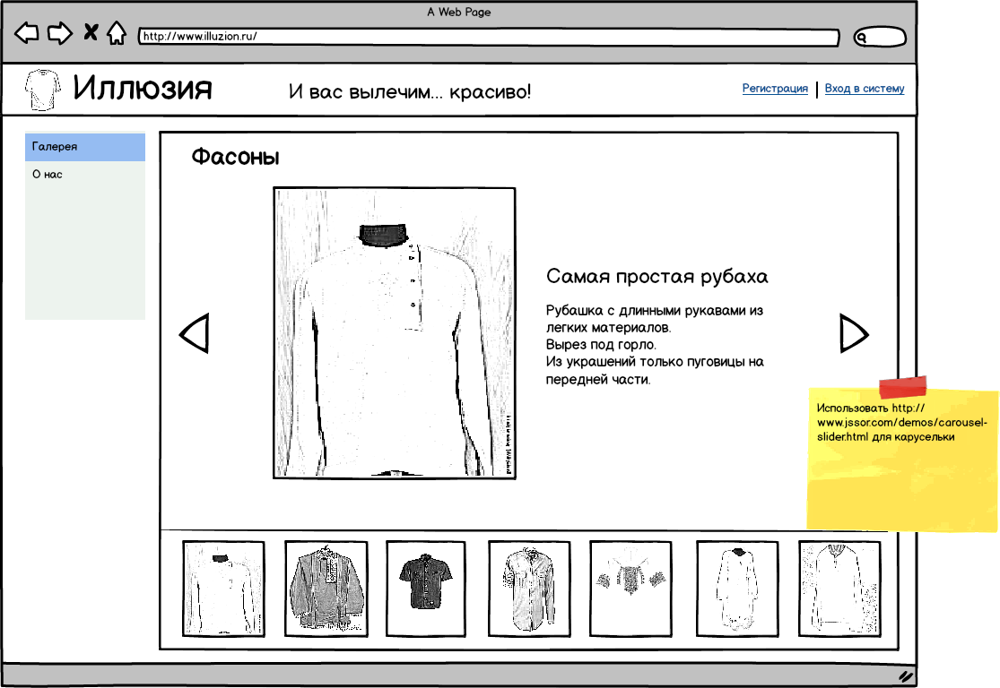 A Web Page
http://www.illuzion.ru/
Иллюзия
И вас вылечим... красиво!
Регистрация
Вход в систему
Галерея
О нас
Фасоны
Самая простая рубаха
Рубашка с длинными рукавами из
легких материалов.
Вырез под горло.
Из украшений только пуговицы на
передней части.
Использовать http://
www.jssor.com/demos/carousel-
slider.html для карусельки